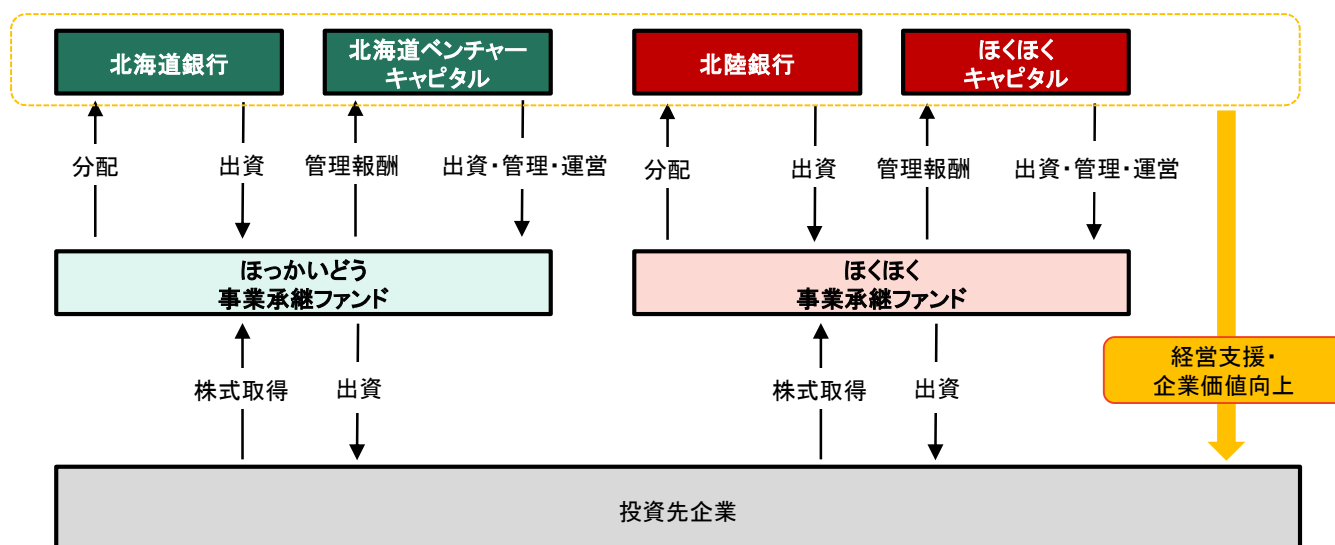 北海道銀行
北海道ベンチャー
キャピタル
北陸銀行
ほくほく
キャピタル
分配
出資
管理報酬
出資・管理・運営
分配
出資
管理報酬
出資・管理・運営
ほっかいどう
事業承継ファンド
ほくほく
事業承継ファンド
株式取得
出資
株式取得
出資
経営支援・
企業価値向上
投資先企業